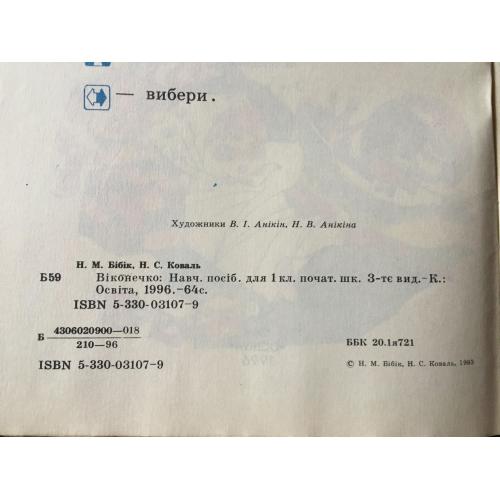 — вибери.
Художники В. І. Анікін, Н. В. Анікіна
Н. М. Бібік, Н. С. Коваль
Б59 Віконечко: Навч. посіб. для 1 кл. почат. шк. 3-тє вид.–К.:
Освіта, 1996.–64с.
ISBN 5-330-03107-9
Б 4306020900—018
210—96
ББК 20.1я721
ISBN 5-330-03107-9
© Н. М. Бібік, Н. С. Коваль, 1993